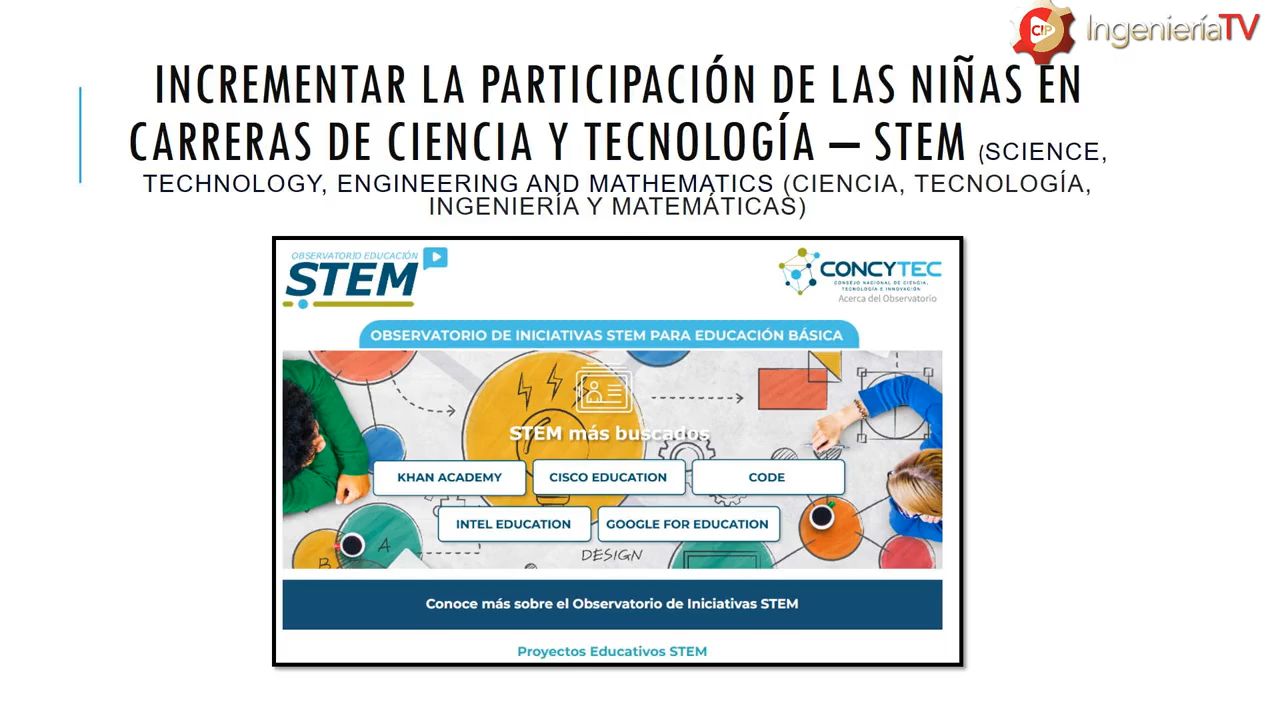 CIP IngenieríaTV
INCREMENTAR LA PARTICIPACIÓN DE LAS NIÑAS EN
CARRERAS DE CIENCIA Y TECNOLOGÍA – STEM (SCIENCE,
TECHNOLOGY, ENGINEERING AND MATHEMATICS (CIENCIA, TECNOLOGÍA,
INGENIERÍA Y MATEMÁTICAS)
OBSERVATORIO EDUCACIÓN
STEM
CONCYTEC
CONSEJO NACIONAL DE CIENCIA,
TECNOLOGÍA E INNOVACIÓN
Acerca del Observatorio
OBSERVATORIO DE INICIATIVAS STEM PARA EDUCACIÓN BÁSICA
STEM más buscados
KHAN ACADEMY
CISCO EDUCATION
CODE
INTEL EDUCATION
GOOGLE FOR EDUCATION
A
B
DESIGN
Conoce más sobre el Observatorio de Iniciativas STEM
Proyectos Educativos STEM